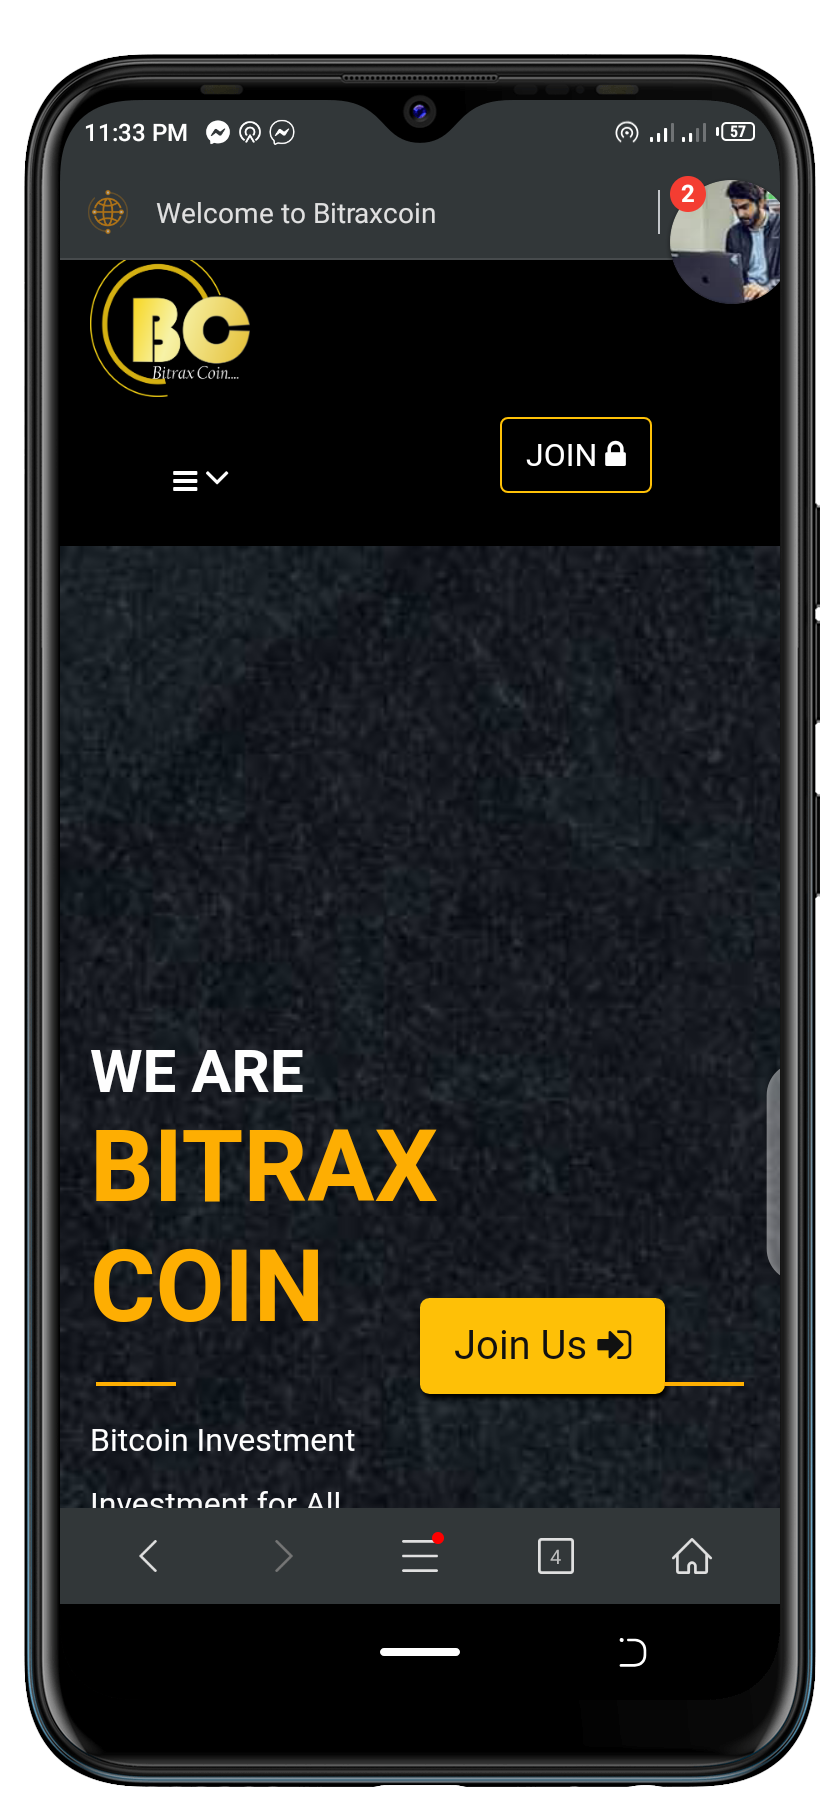 11:33 PM
57
Welcome to Bitraxcoin
2
BC
Bitrax Coin....
JOIN
WE ARE
BITRAX
COIN
Join Us
Bitcoin Investment
Investment for All
4